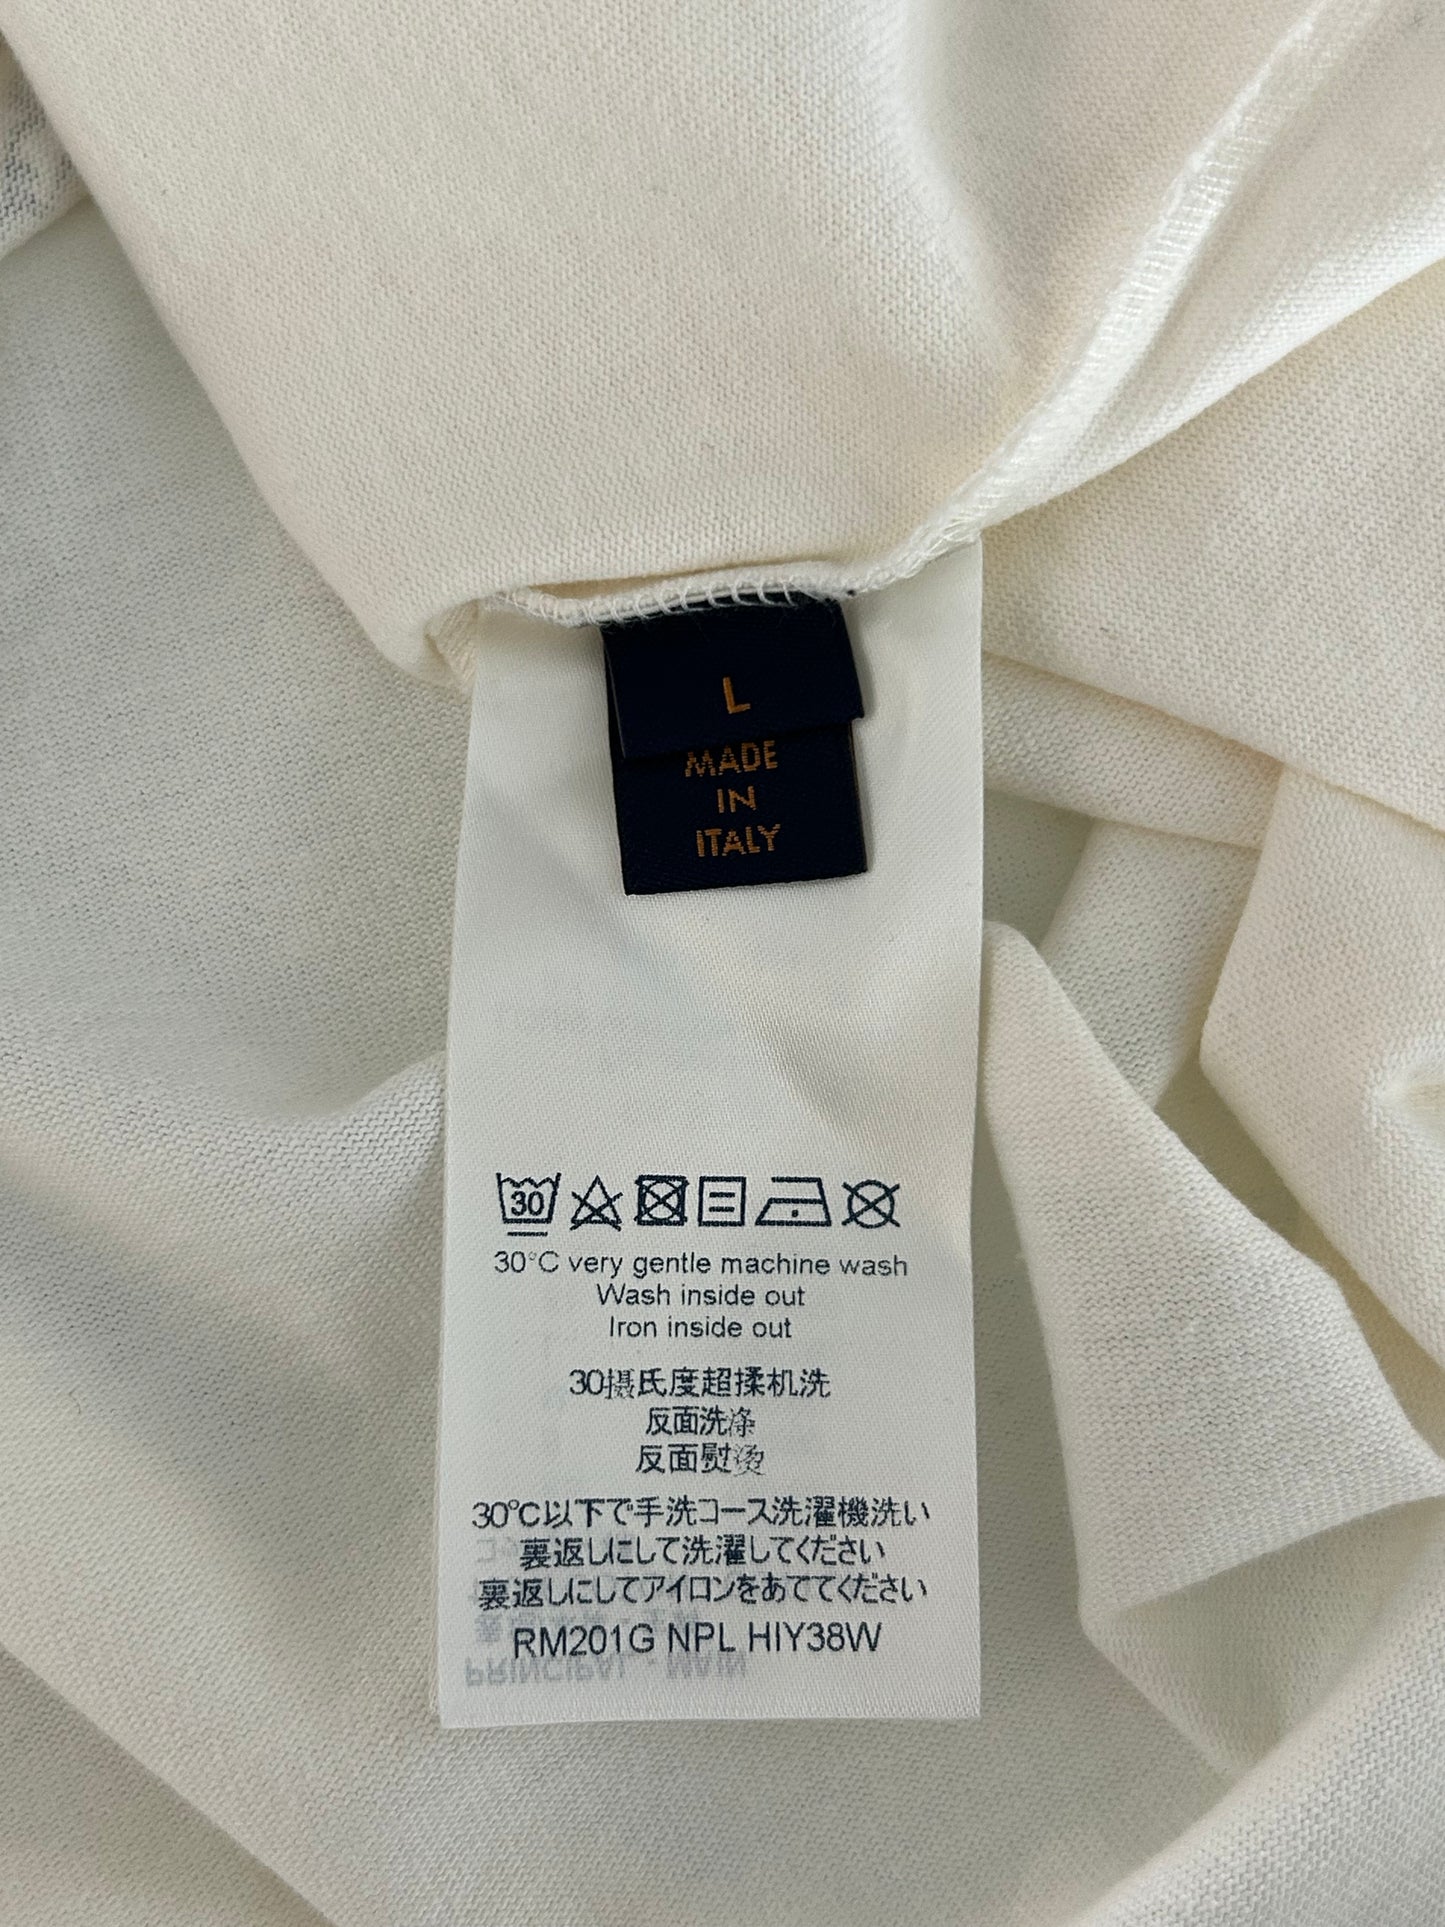 L
MADE
IN
ITALY
30
30°C very gentle machine wash
Wash inside out
Iron inside out
30摄氏度超揉机洗
反面洗涤
反面熨烫
30℃以下で手洗コース洗濯機洗い
裏返しにして洗濯してください
裏返しにしてアイロンをあててください
RM201G NPL HIY38W
PRINCIPAL - MAIN